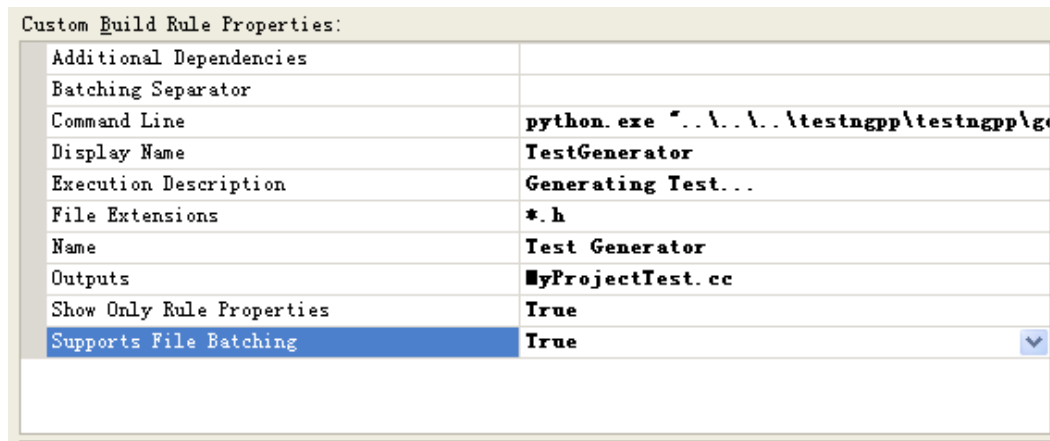 Custom Build Rule Properties:
Additional Dependencies
Batching Separator
Command Line python.exe "..\..\..\testngpp\testngpp\ge
Display Name TestGenerator
Execution Description Generating Test...
File Extensions *.h
Name Test Generator
Outputs MyProjectTest.cc
Show Only Rule Properties True
Supports File Batching True